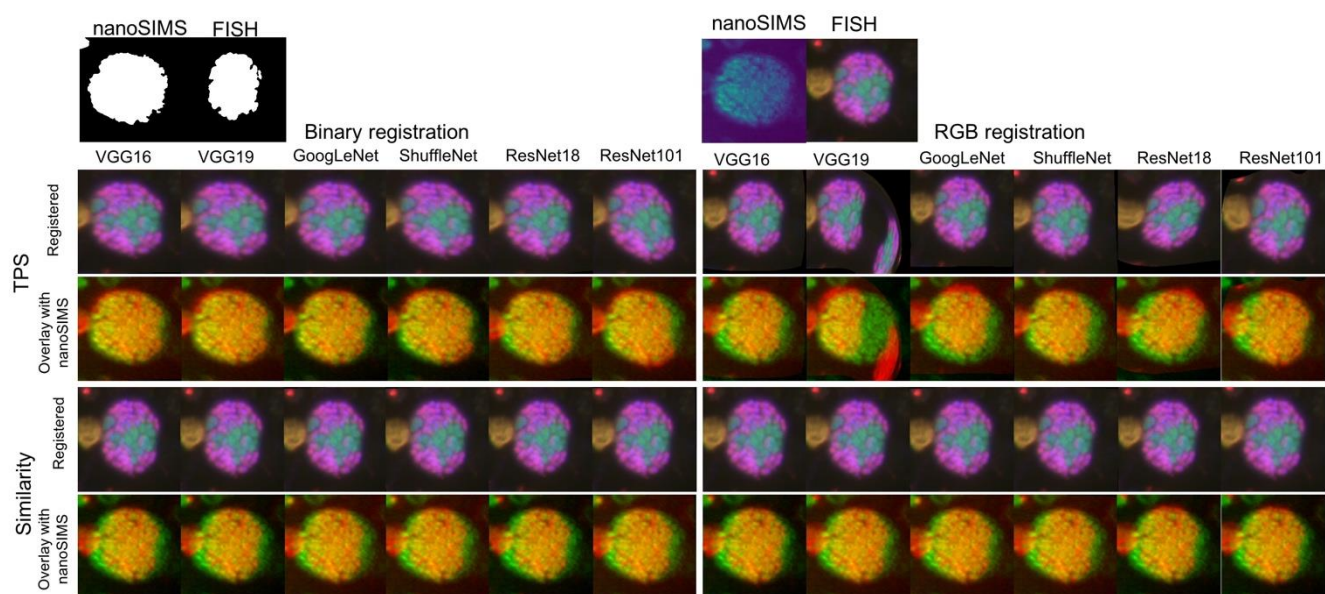 nanoSIMS FISH
nanoSIMS FISH
Binary registration
RGB registration
VGG16 VGG19 GoogLeNet ShuffleNet ResNet18 ResNet101
VGG16 VGG19 GoogLeNet ShuffleNet ResNet18 ResNet101
TPS
Registered
Overlay with
nanoSIMS
Similarity
Registered
Overlay with
nanoSIMS